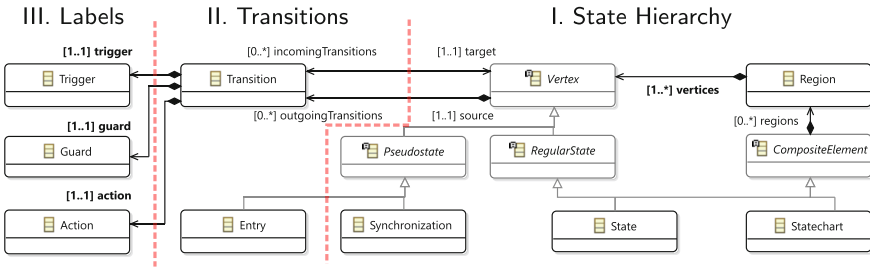 III. Labels
II. Transitions
I. State Hierarchy
[1..1] trigger
[0..*] incomingTransitions
[1..1] target
Trigger
Transition
Vertex
Region
[1..*] vertices
[0..*] outgoingTransitions
[1..1] source
[0..*] regions
[1..1] guard
Guard
Pseudostate
RegularState
CompositeElement
[1..1] action
Action
Entry
Synchronization
State
Statechart